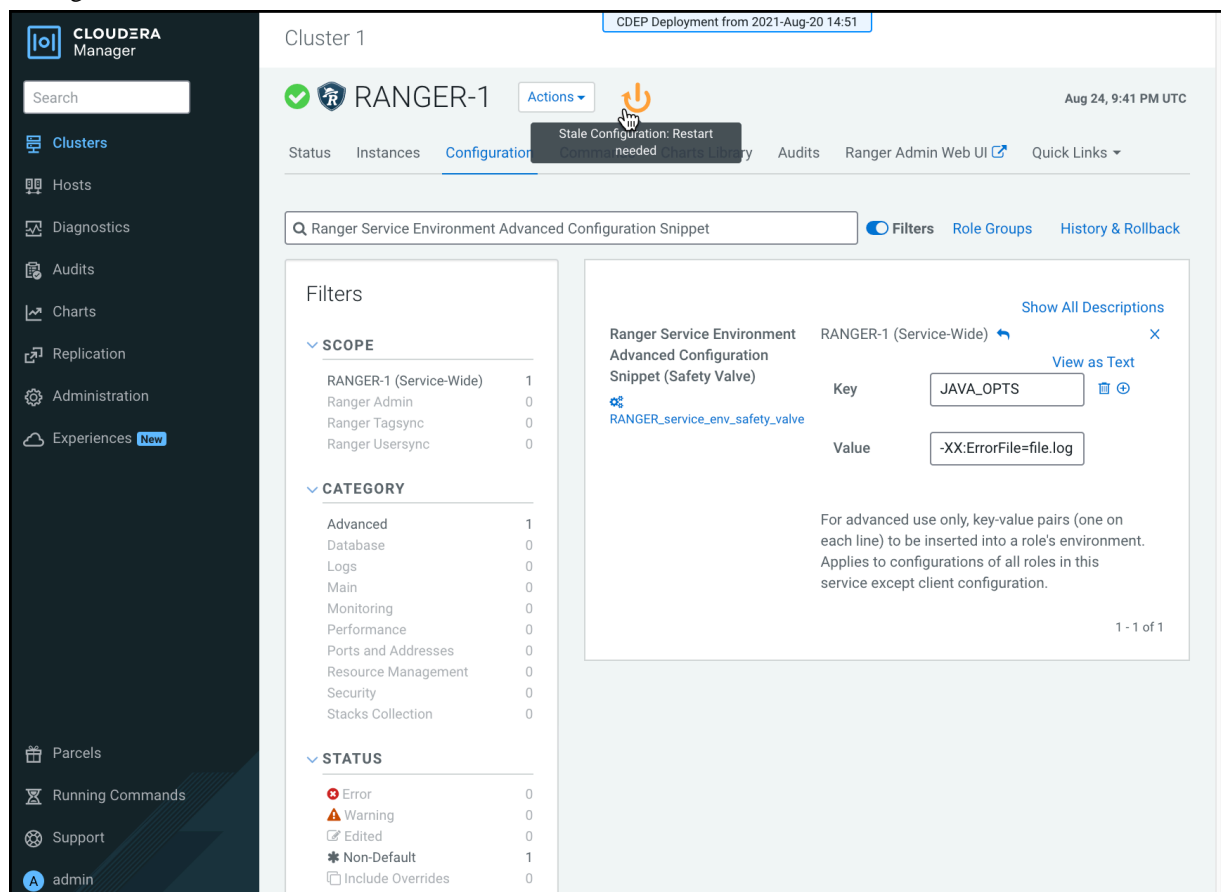 CLOUDERA
Manager
Search
Clusters
Hosts
Diagnostics
Audits
Charts
Replication
Administration
Experiences New
Parcels
Running Commands
Support
A admin
CDEP Deployment from 2021-Aug-20 14:51
Cluster 1
RANGER-1 Actions
Aug 24, 9:41 PM UTC
Stale Configuration: Restart
needed
Status Instances Configuration Charts Library Audits Ranger Admin Web UI Quick Links
Ranger Service Environment Advanced Configuration Snippet
Filters Role Groups History & Rollback
Filters
SCOPE
RANGER-1 (Service-Wide) 1
Ranger Admin 0
Ranger Tagsync 0
Ranger Usersync 0
CATEGORY
Advanced 1
Database 0
Logs 0
Main 0
Monitoring 0
Performance 0
Ports and Addresses 0
Resource Management 0
Security 0
Stacks Collection 0
STATUS
Error 0
Warning 0
Edited 0
Non-Default 1
Include Overrides 0
Show All Descriptions
Ranger Service Environment
Advanced Configuration
Snippet (Safety Valve)
RANGER_service_env_safety_valve
RANGER-1 (Service-Wide)
View as Text
Key JAVA_OPTS
Value -XX:ErrorFile=file.log
For advanced use only, key-value pairs (one on
each line) to be inserted into a role's environment.
Applies to configurations of all roles in this
service except client configuration.
1 - 1 of 1